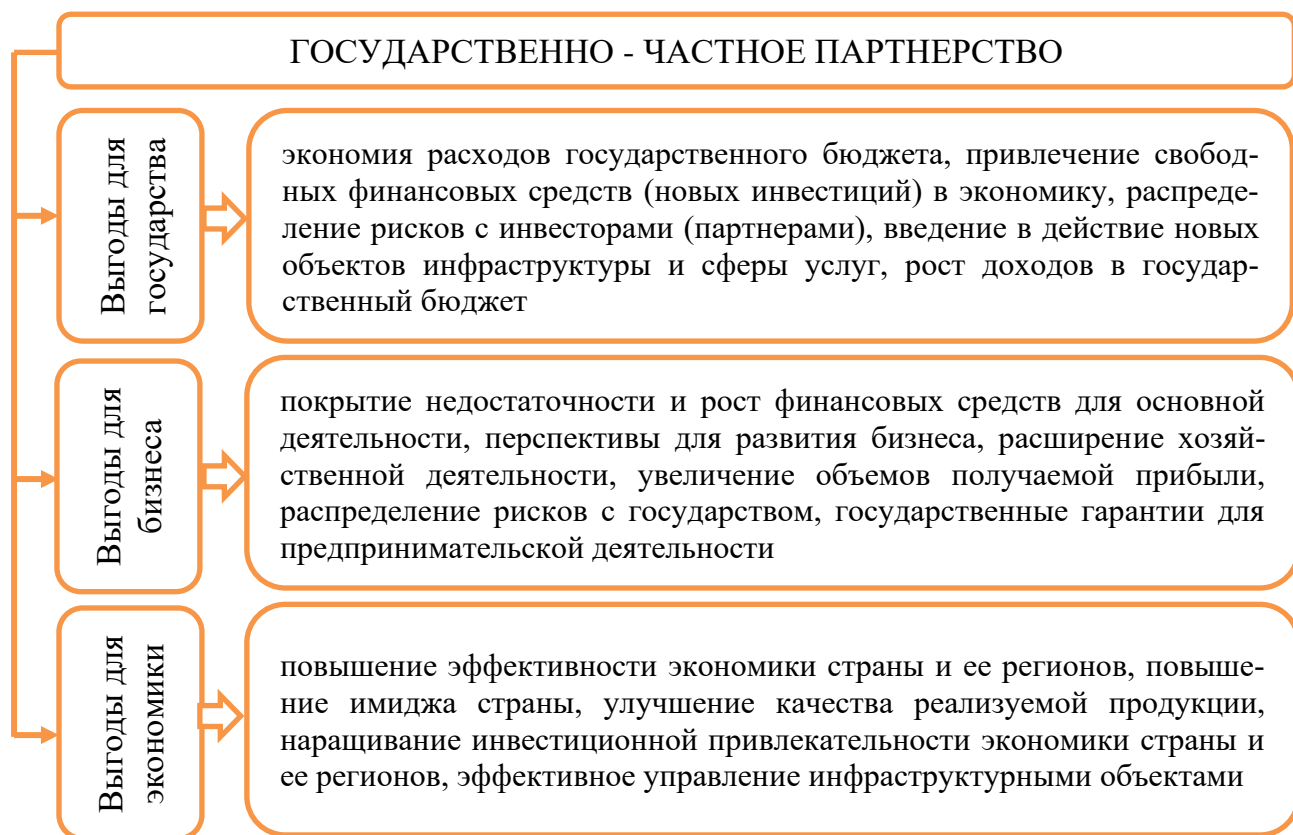 ГОСУДАРСТВЕННО - ЧАСТНОЕ ПАРТНЕРСТВО
Выгоды для
государства
экономия расходов государственного бюджета, привлечение свобод-
ных финансовых средств (новых инвестиций) в экономику, распреде-
ление рисков с инвесторами (партнерами), введение в действие новых
объектов инфраструктуры и сферы услуг, рост доходов в государ-
ственный бюджет
Выгоды для
бизнеса
покрытие недостаточности и рост финансовых средств для основной
деятельности, перспективы для развития бизнеса, расширение хозяй-
ственной деятельности, увеличение объемов получаемой прибыли,
распределение рисков с государством, государственные гарантии для
предпринимательской деятельности
Выгоды для
экономики
повышение эффективности экономики страны и ее регионов, повыше-
ние имиджа страны, улучшение качества реализуемой продукции,
наращивание инвестиционной привлекательности экономики страны и
ее регионов, эффективное управление инфраструктурными объектами